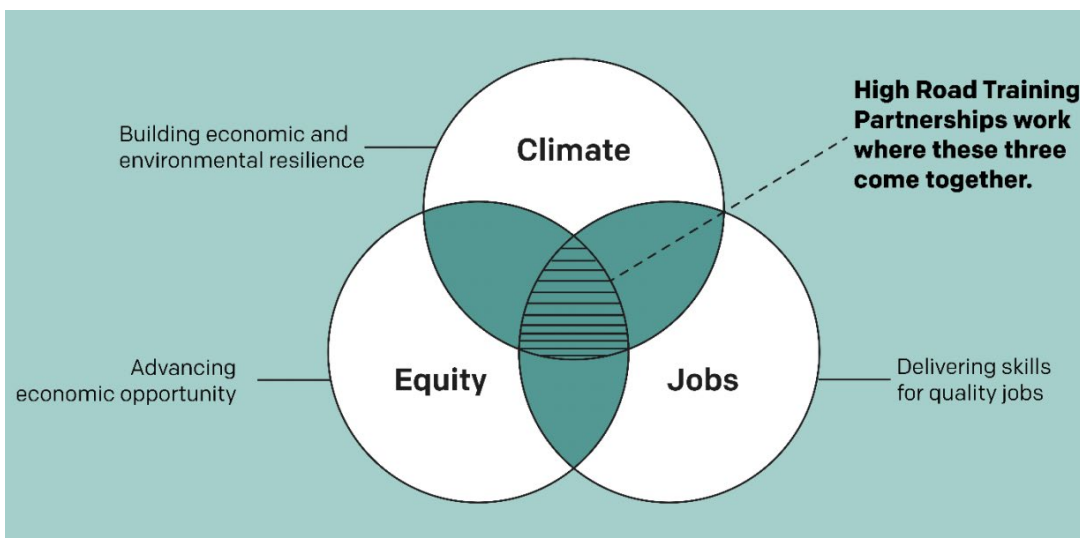 High Road Training
Partnerships work
where these three
come together.
Building economic and
environmental resilience
Climate
Advancing
economic opportunity
Equity
Jobs
Delivering skills
for quality jobs